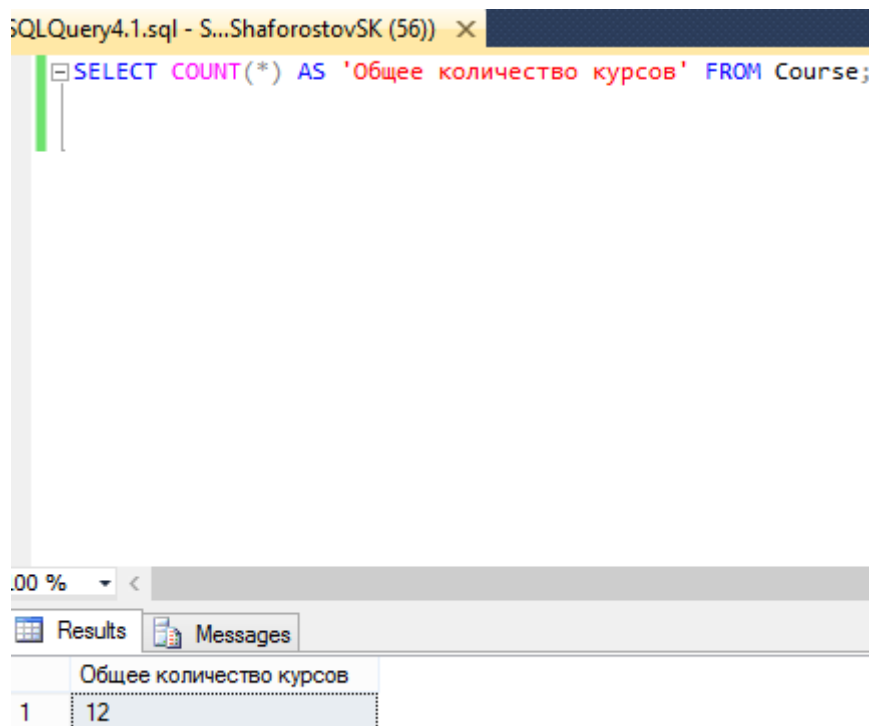 SQLQuery4.1.sql - S...ShaforostovSK (56)) ×
SELECT COUNT(*) AS 'Общее количество курсов' FROM Course;
00 %
Results Messages
Общее количество курсов
1 12